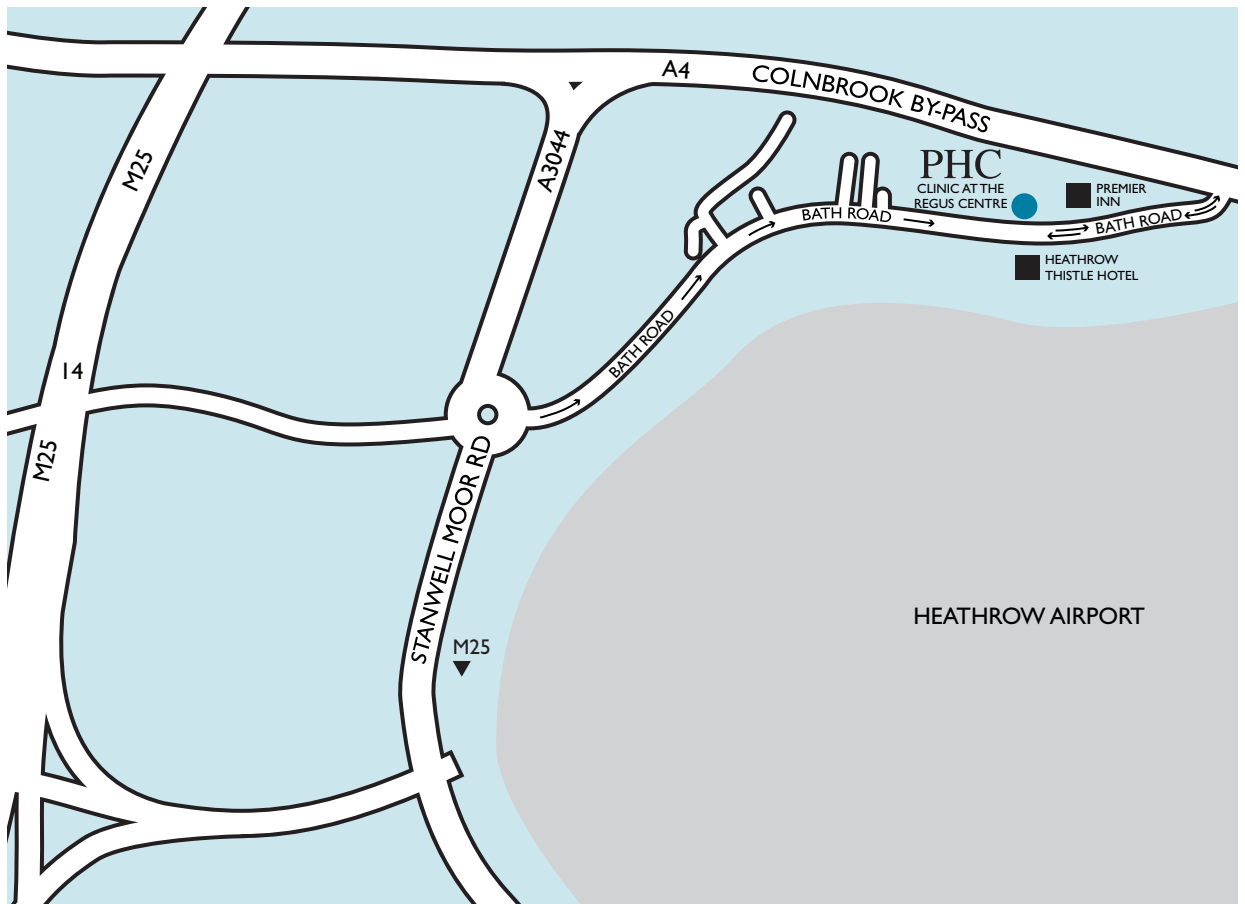 A4
COLNBROOK BY-PASS
M25
A3044
PHC
CLINIC AT THE
REGUS CENTRE
PREMIER
INN
BATH ROAD
BATH ROAD
HEATHROW
THISTLE HOTEL
BATH ROAD
14
M25
STANWELL MOOR RD
HEATHROW AIRPORT
M25